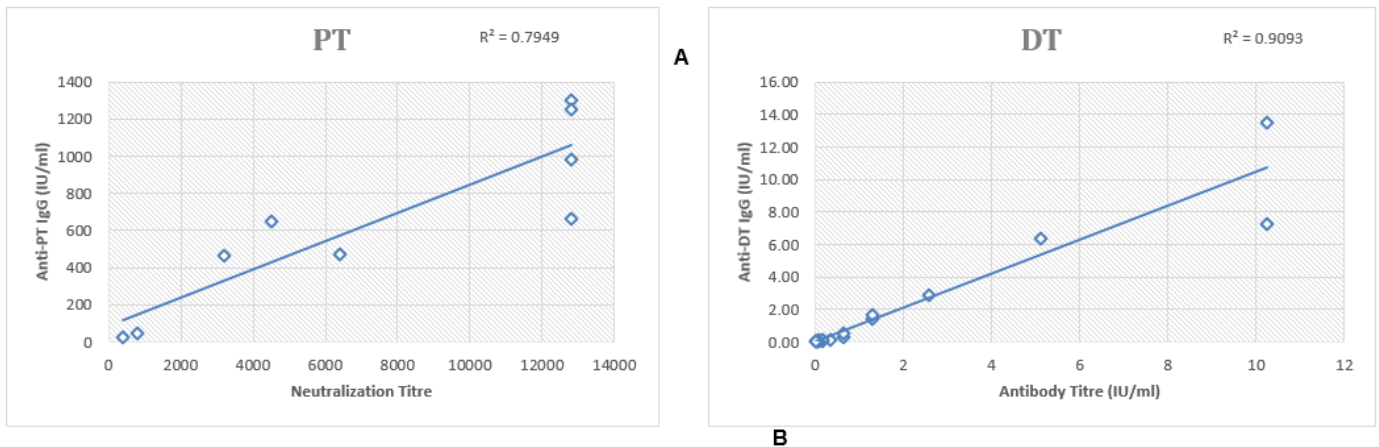 PT
R² = 0.7949
1400
1200
1000
800
600
400
200
0
Anti-PT IgG (IU/ml)
0 2000 4000 6000 8000 10000 12000 14000
Neutralization Titre
A
DT
R² = 0.9093
16.00
14.00
12.00
10.00
8.00
6.00
4.00
2.00
0.00
Anti-DT IgG (IU/ml)
0 2 4 6 8 10 12
Antibody Titre (IU/ml)
B